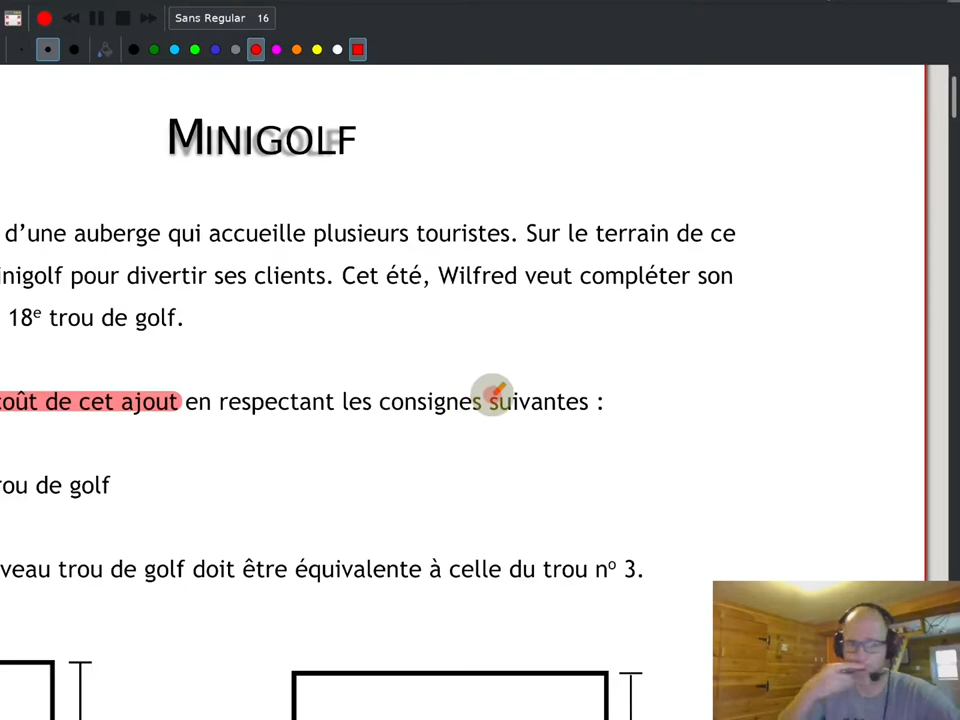 Sans Regular 16
MINIGOLF
d’une auberge qui accueille plusieurs touristes. Sur le terrain de ce
inigolf pour divertir ses clients. Cet été, Wilfred veut compléter son
18e trou de golf.
coût de cet ajout en respectant les consignes suivantes :
rou de golf
veau trou de golf doit être équivalente à celle du trou no 3.